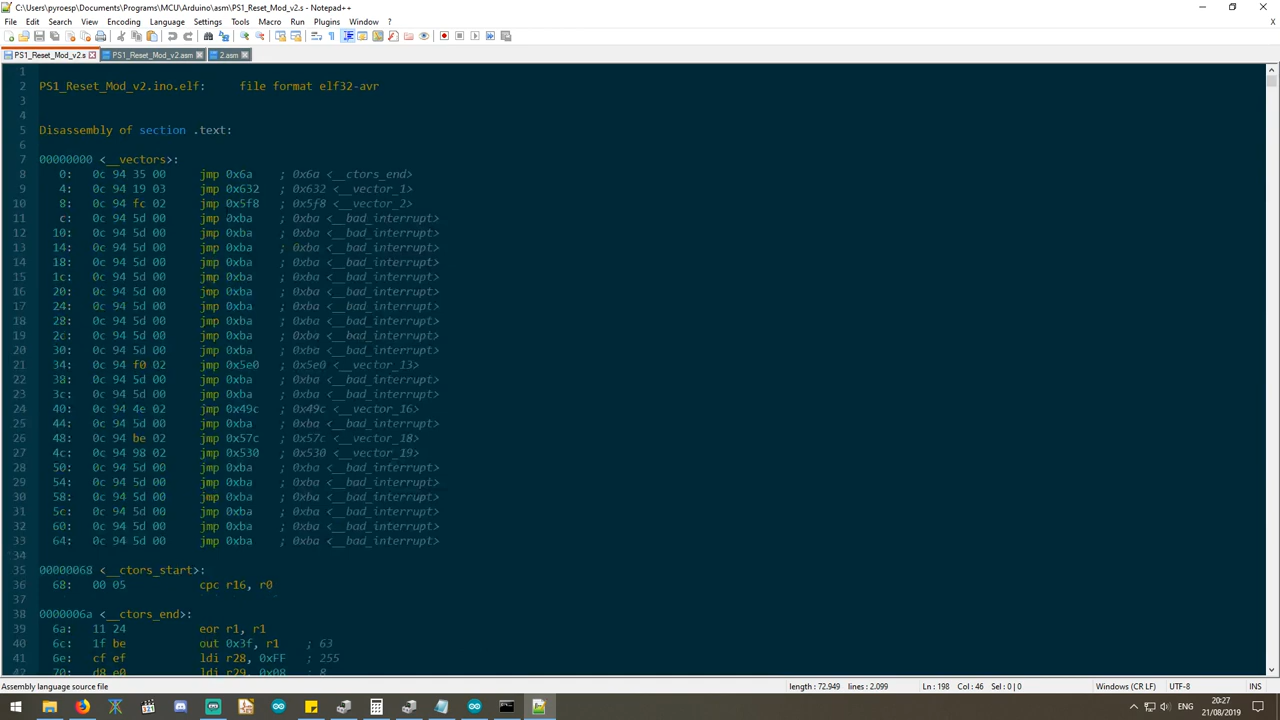 C:\Users\pyroesp\Documents\Programs\MCU\Arduino\asm\PS1_Reset_Mod_v2.s - Notepad++
File Edit Search View Encoding Language Settings Tools Macro Run Plugins Window ?
X
PS1_Reset_Mod_v2.s PS1_Reset_Mod_v2.asm 2.asm
1
2 PS1_Reset_Mod_v2.ino.elf: file format elf32-avr
3
4
5 Disassembly of section .text:
6
7 00000000 <__vectors>:
8 0: 0c 94 35 00 jmp 0x6a ; 0x6a <__ctors_end>
9 4: 0c 94 19 03 jmp 0x632 ; 0x632 <__vector_1>
10 8: 0c 94 fc 02 jmp 0x5f8 ; 0x5f8 <__vector_2>
11 c: 0c 94 5d 00 jmp 0xba ; 0xba <__bad_interrupt>
12 10: 0c 94 5d 00 jmp 0xba ; 0xba <__bad_interrupt>
13 14: 0c 94 5d 00 jmp 0xba ; 0xba <__bad_interrupt>
14 18: 0c 94 5d 00 jmp 0xba ; 0xba <__bad_interrupt>
15 1c: 0c 94 5d 00 jmp 0xba ; 0xba <__bad_interrupt>
16 20: 0c 94 5d 00 jmp 0xba ; 0xba <__bad_interrupt>
17 24: 0c 94 5d 00 jmp 0xba ; 0xba <__bad_interrupt>
18 28: 0c 94 5d 00 jmp 0xba ; 0xba <__bad_interrupt>
19 2c: 0c 94 5d 00 jmp 0xba ; 0xba <__bad_interrupt>
20 30: 0c 94 5d 00 jmp 0xba ; 0xba <__bad_interrupt>
21 34: 0c 94 f0 02 jmp 0x5e0 ; 0x5e0 <__vector_13>
22 38: 0c 94 5d 00 jmp 0xba ; 0xba <__bad_interrupt>
23 3c: 0c 94 5d 00 jmp 0xba ; 0xba <__bad_interrupt>
24 40: 0c 94 4e 02 jmp 0x49c ; 0x49c <__vector_16>
25 44: 0c 94 5d 00 jmp 0xba ; 0xba <__bad_interrupt>
26 48: 0c 94 be 02 jmp 0x57c ; 0x57c <__vector_18>
27 4c: 0c 94 98 02 jmp 0x530 ; 0x530 <__vector_19>
28 50: 0c 94 5d 00 jmp 0xba ; 0xba <__bad_interrupt>
29 54: 0c 94 5d 00 jmp 0xba ; 0xba <__bad_interrupt>
30 58: 0c 94 5d 00 jmp 0xba ; 0xba <__bad_interrupt>
31 5c: 0c 94 5d 00 jmp 0xba ; 0xba <__bad_interrupt>
32 60: 0c 94 5d 00 jmp 0xba ; 0xba <__bad_interrupt>
33 64: 0c 94 5d 00 jmp 0xba ; 0xba <__bad_interrupt>
34
35 00000068 <__ctors_start>:
36 68: 00 05 cpc r16, r0
37
38 0000006a <__ctors_end>:
39 6a: 11 24 eor r1, r1
40 6c: 1f be out 0x3f, r1 ; 63
41 6e: cf ef ldi r28, 0xFF ; 255
42 70: d8 e0 ldi r29, 0x08 ; 8
Assembly language source file length : 72.949 lines : 2.099 Ln : 198 Col : 46 Sel : 0 | 0 Windows (CR LF) UTF-8 INS
ENG 20:27
21/08/2019